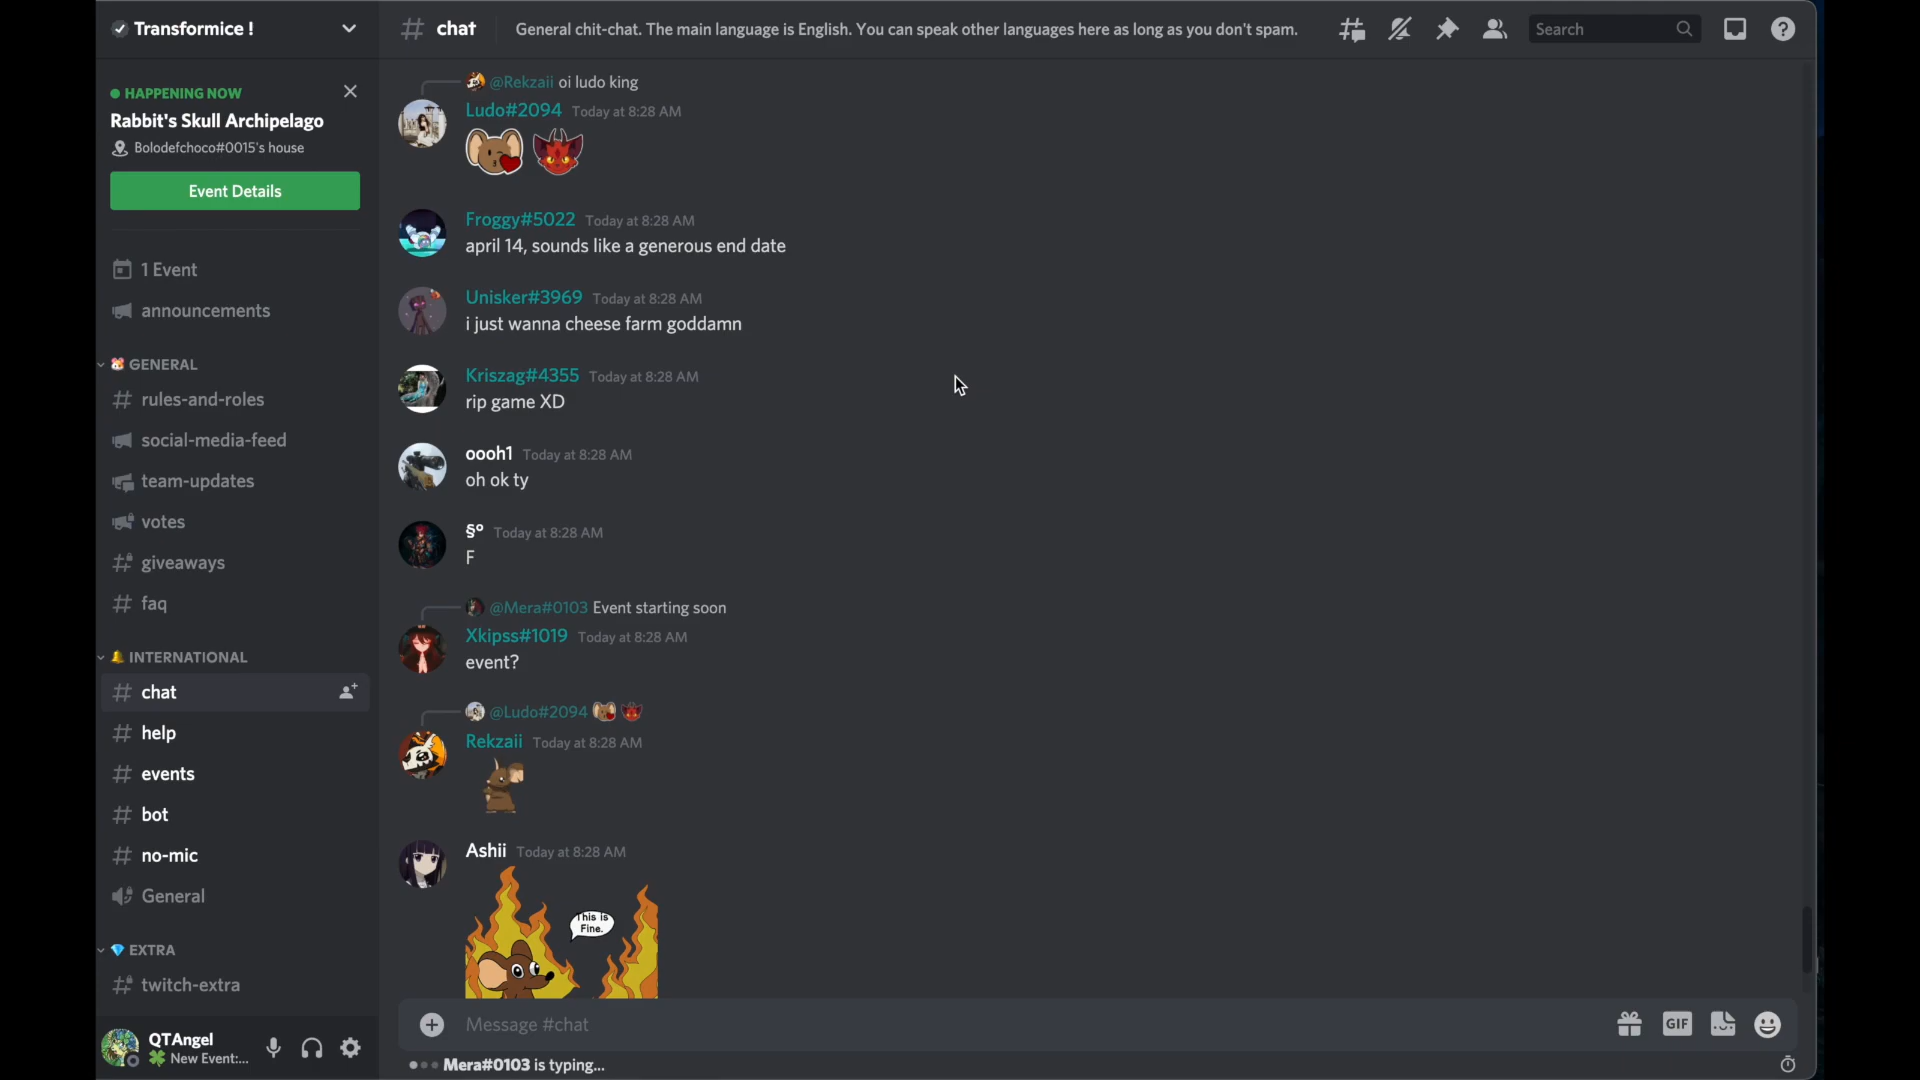 Transformice !
chat
General chit-chat. The main language is English. You can speak other languages here as long as you don't spam.
Search
HAPPENING NOW
Rabbit's Skull Archipelago
Bolodefchoco#0015's house
Event Details
1 Event
announcements
GENERAL
rules-and-roles
social-media-feed
team-updates
votes
giveaways
faq
INTERNATIONAL
chat
help
events
bot
no-mic
General
EXTRA
twitch-extra
QTAngel
New Event:...
@Rekzaii oi ludo king
Ludo#2094 Today at 8:28 AM
Froggy#5022 Today at 8:28 AM
april 14, sounds like a generous end date
Unisker#3969 Today at 8:28 AM
i just wanna cheese farm goddamn
Kriszag#4355 Today at 8:28 AM
rip game XD
oooh1 Today at 8:28 AM
oh ok ty
§° Today at 8:28 AM
F
@Mera#0103 Event starting soon
Xkipss#1019 Today at 8:28 AM
event?
@Ludo#2094
Rekzaii Today at 8:28 AM
Ashii Today at 8:28 AM
This is
Fine.
Message #chat
GIF
Mera#0103 is typing...